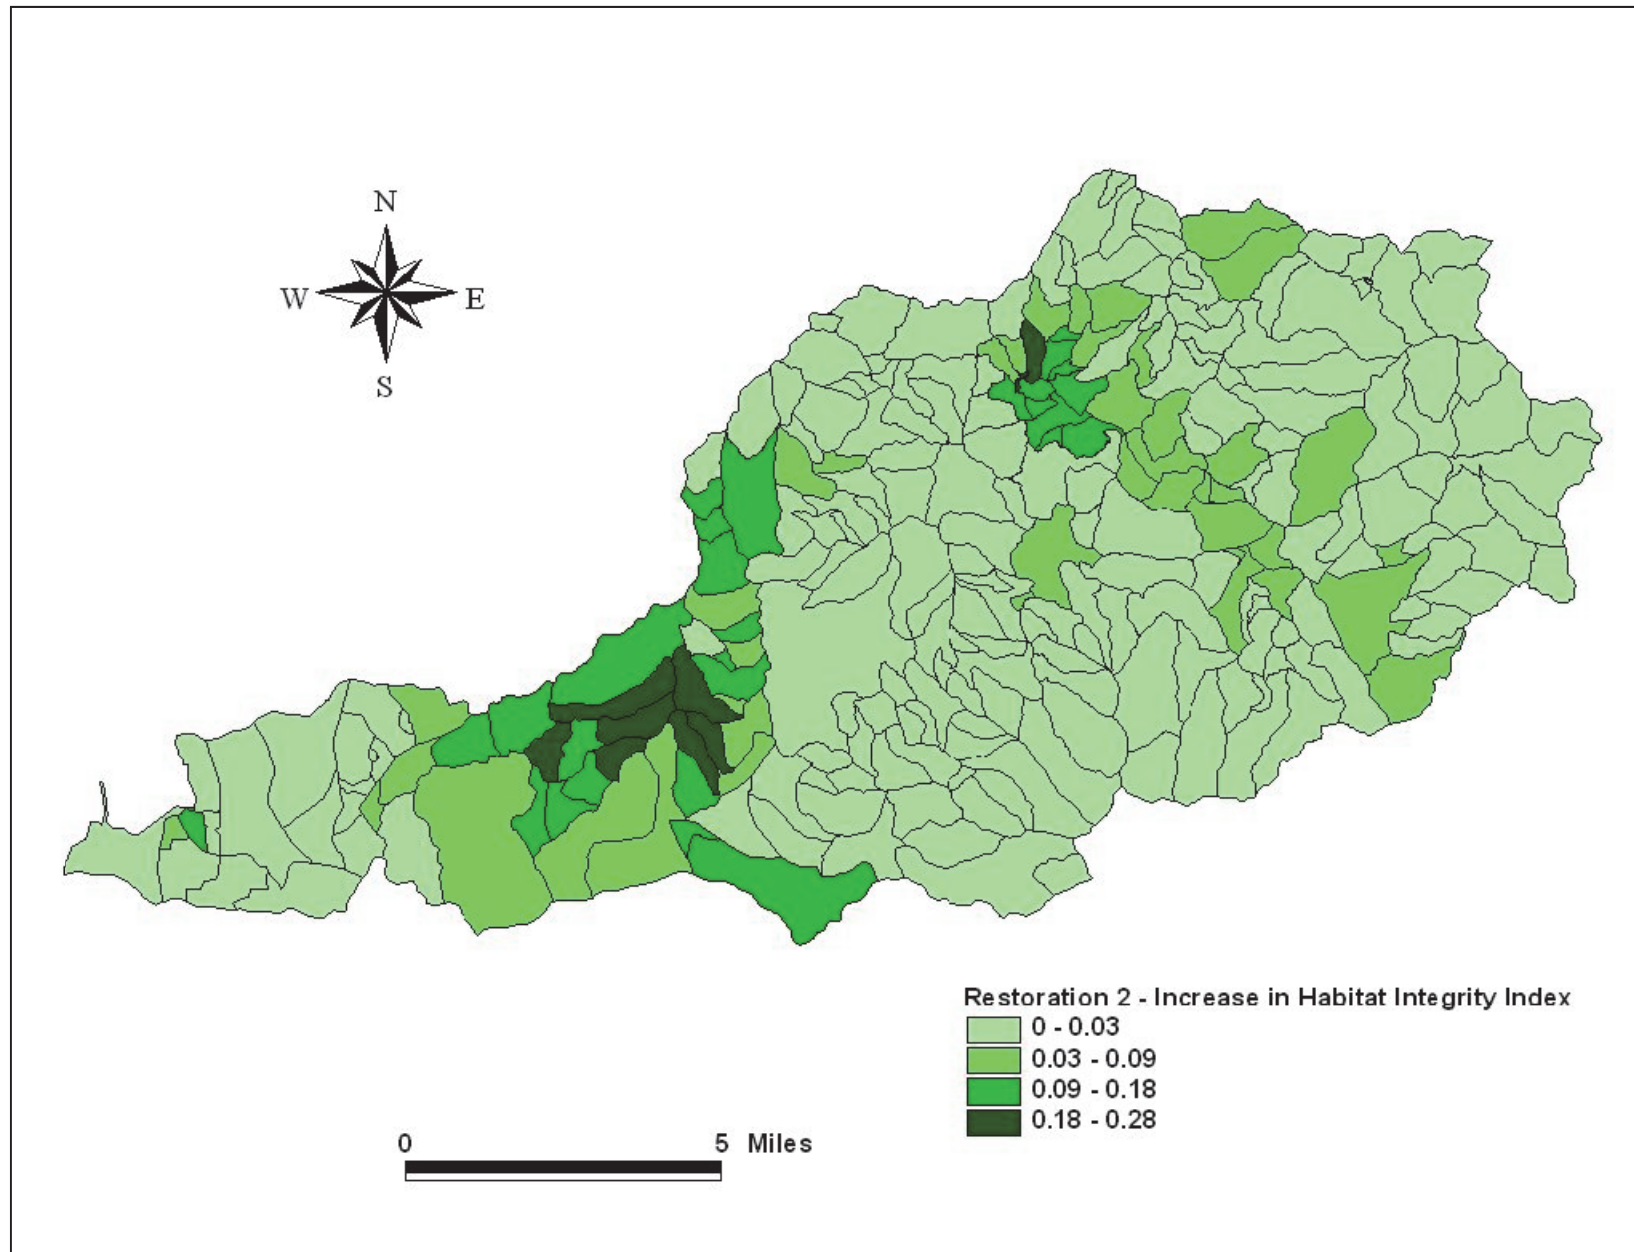 N
W E
S
Restoration 2 - Increase in Habitat Integrity Index
0 - 0.03
0.03 - 0.09
0.09 - 0.18
0.18 - 0.28
0 5 Miles